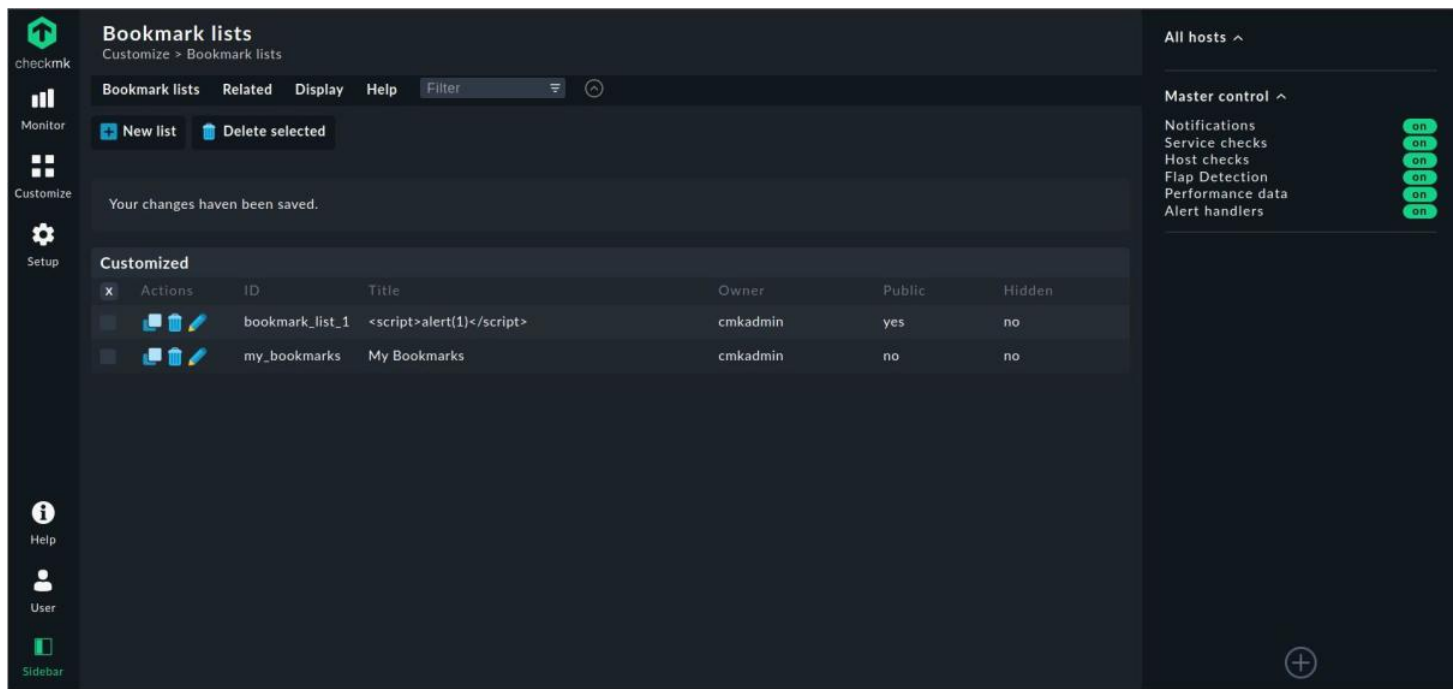 checkmk
Monitor
Customize
Setup
Help
User
Sidebar
Bookmark lists
Customize > Bookmark lists
Bookmark lists Related Display Help Filter
New list Delete selected
Your changes haven been saved.
Customized
X Actions ID Title Owner Public Hidden
bookmark_list_1 <script>alert(1)</script> cmkadmin yes no
my_bookmarks My Bookmarks cmkadmin no no
All hosts
Master control
Notifications on
Service checks on
Host checks on
Flap Detection on
Performance data on
Alert handlers on